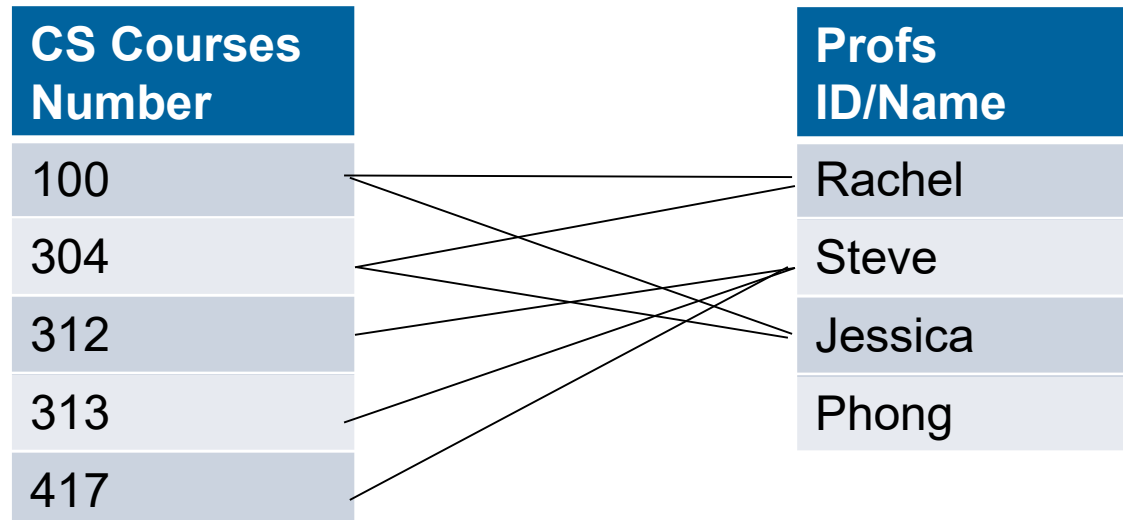 CS Courses
Number
100
304
312
313
417
Profs
ID/Name
Rachel
Steve
Jessica
Phong